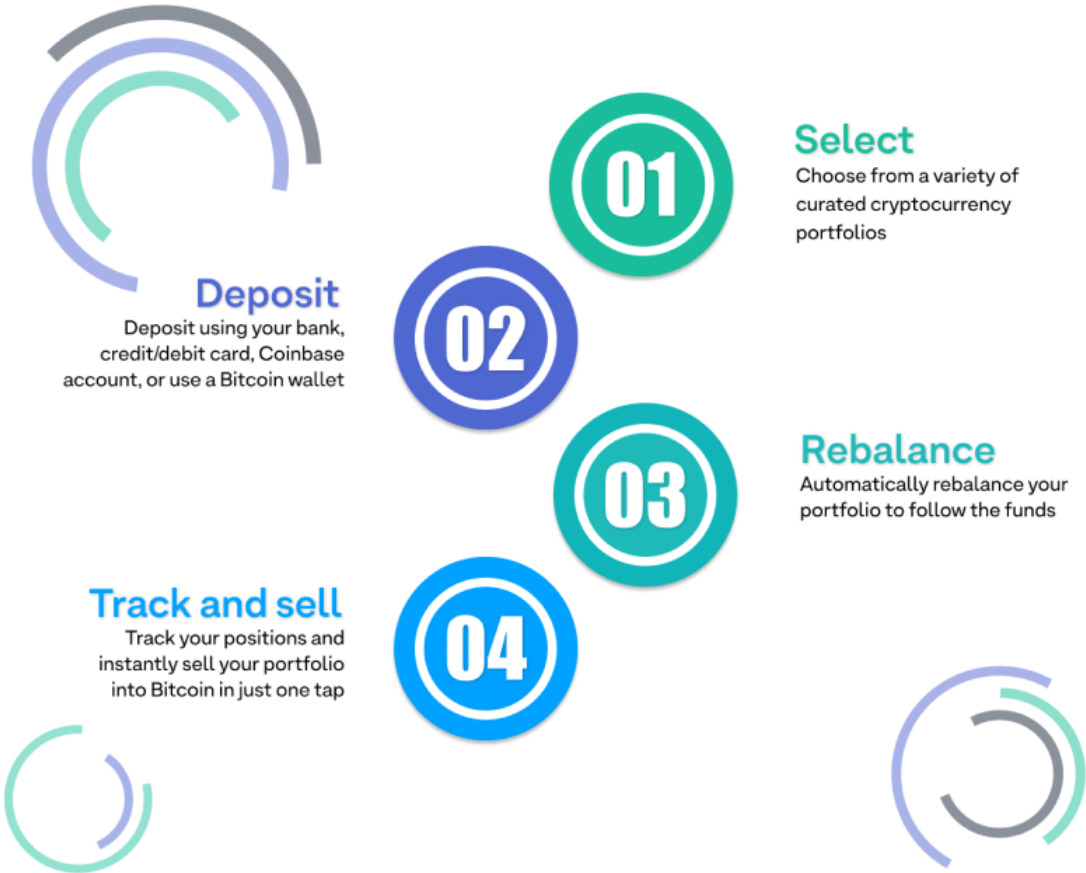 01
Select
Choose from a variety of
curated cryptocurrency
portfolios
02
Deposit
Deposit using your bank,
credit/debit card, Coinbase
account, or use a Bitcoin wallet
03
Rebalance
Automatically rebalance your
portfolio to follow the funds
04
Track and sell
Track your positions and
instantly sell your portfolio
into Bitcoin in just one tap